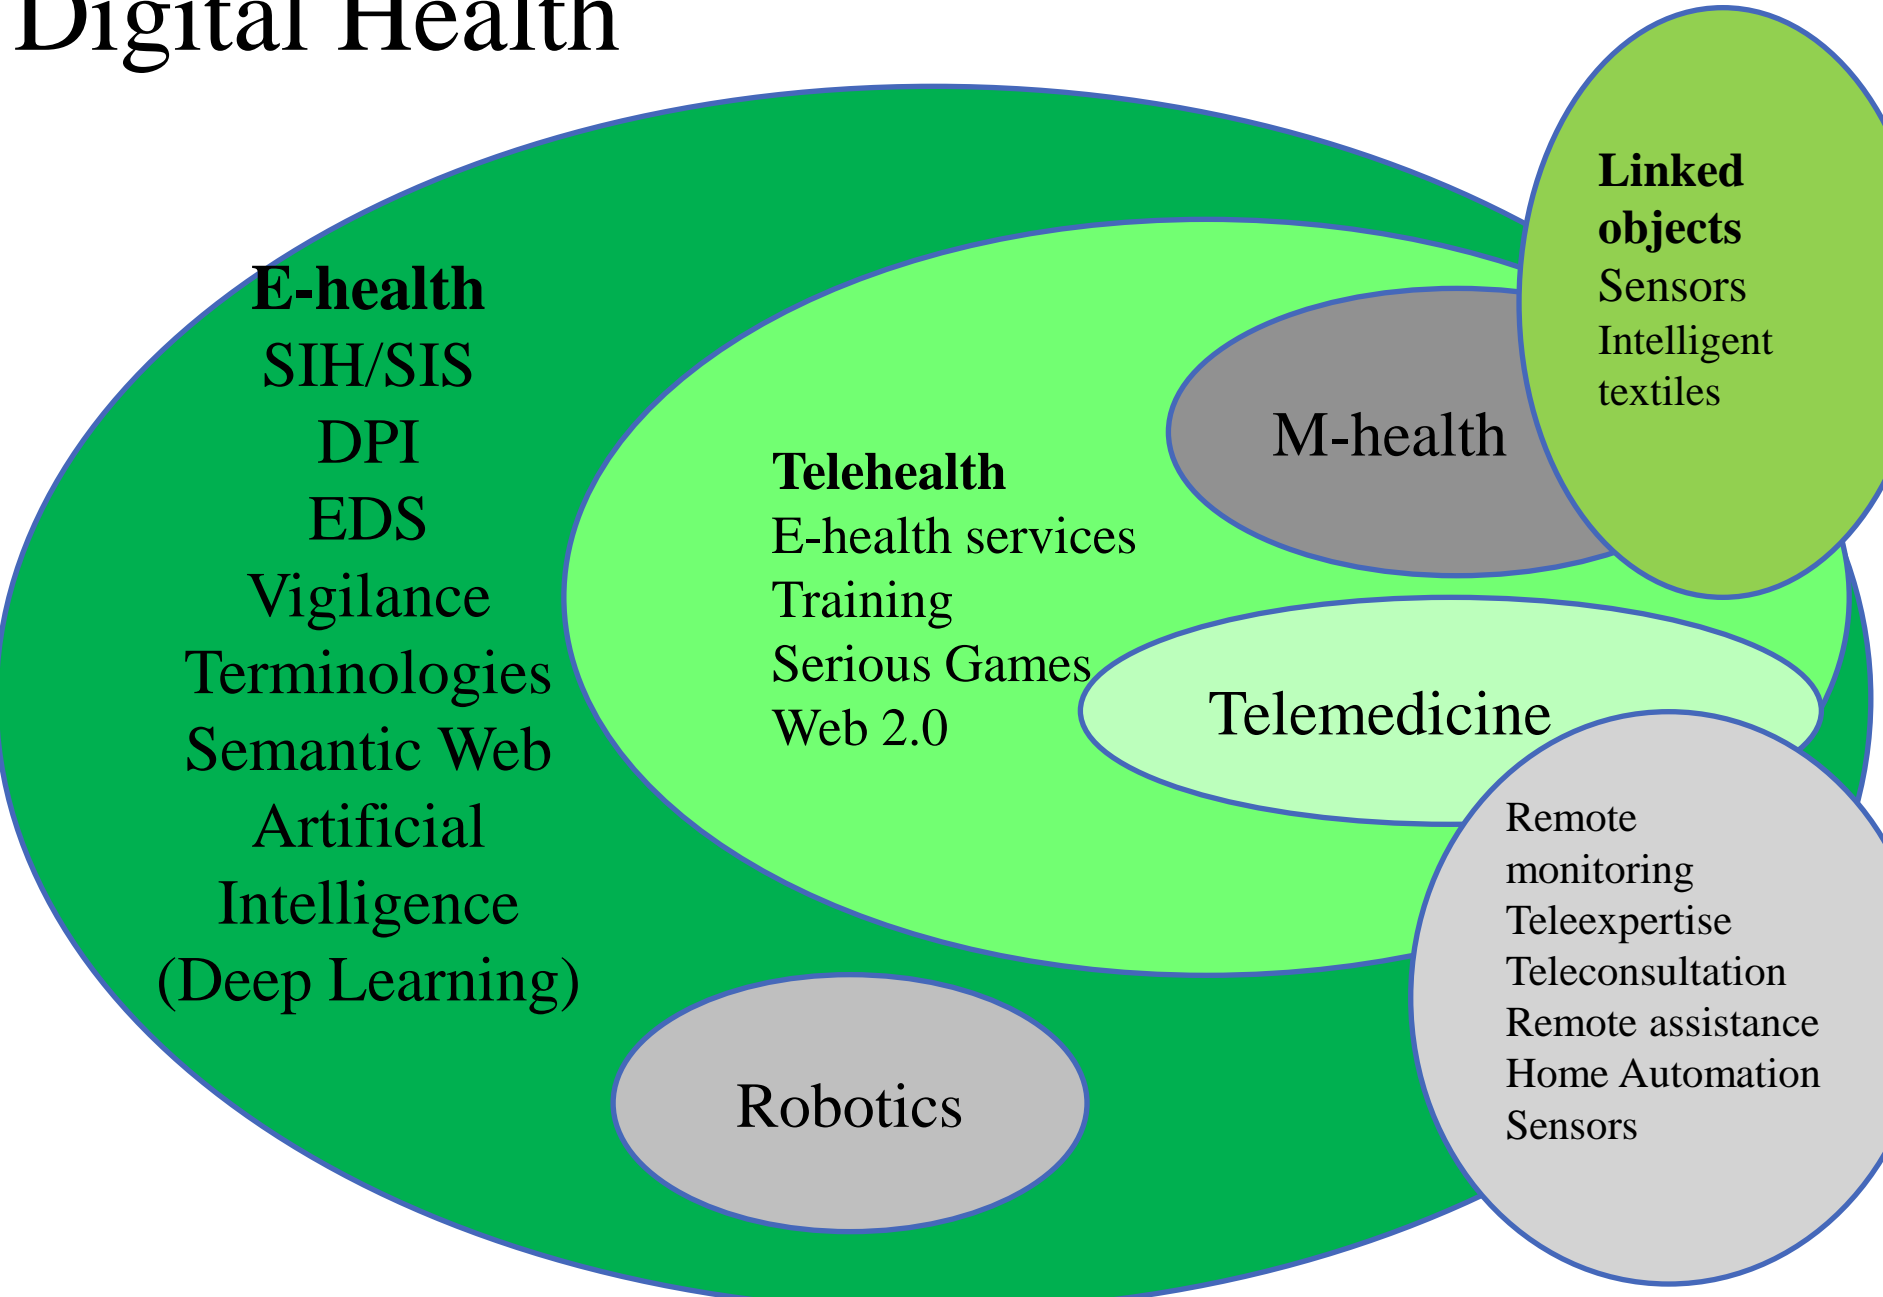 Digital Health
E-health
SIH/SIS
DPI
EDS
Vigilance
Terminologies
Semantic Web
Artificial
Intelligence
(Deep Learning)
Telehealth
E-health services
Training
Serious Games
Web 2.0
M-health
Linked
objects
Sensors
Intelligent
textiles
Telemedicine
Remote
monitoring
Teleexpertise
Teleconsultation
Remote assistance
Home Automation
Sensors
Robotics